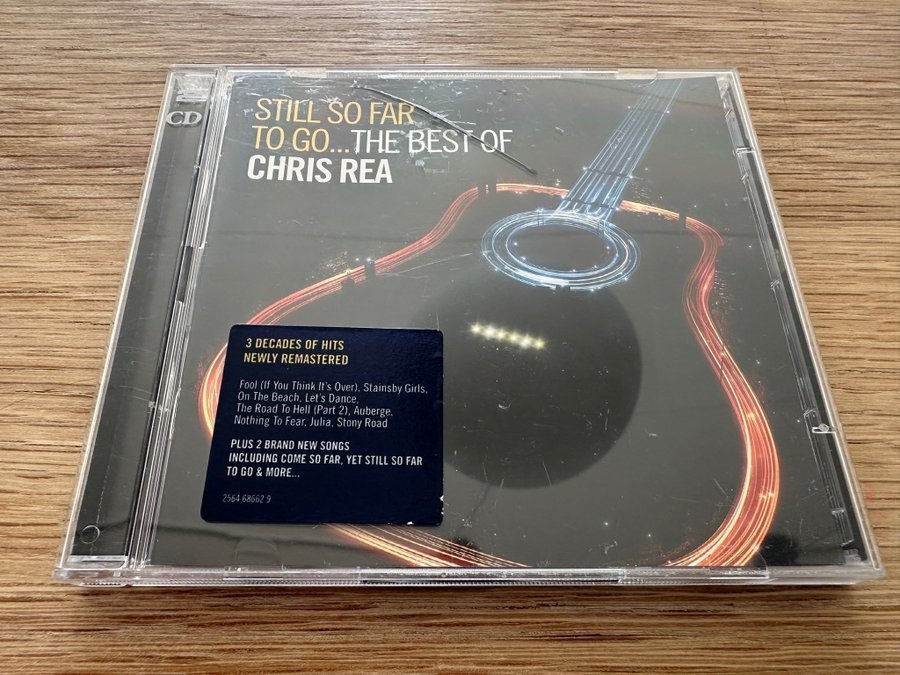 CD
STILL SO FAR
TO GO...THE BEST OF
CHRIS REA
3 DECADES OF HITS
NEWLY REMASTERED
Fool (If You Think It's Over), Stainsby Girls,
On The Beach, Let's Dance,
The Road To Hell (Part 2), Auberge,
Nothing To Fear, Julia, Stony Road
PLUS 2 BRAND NEW SONGS
INCLUDING COME SO FAR, YET STILL SO FAR
TO GO & MORE...
2564 68662 9